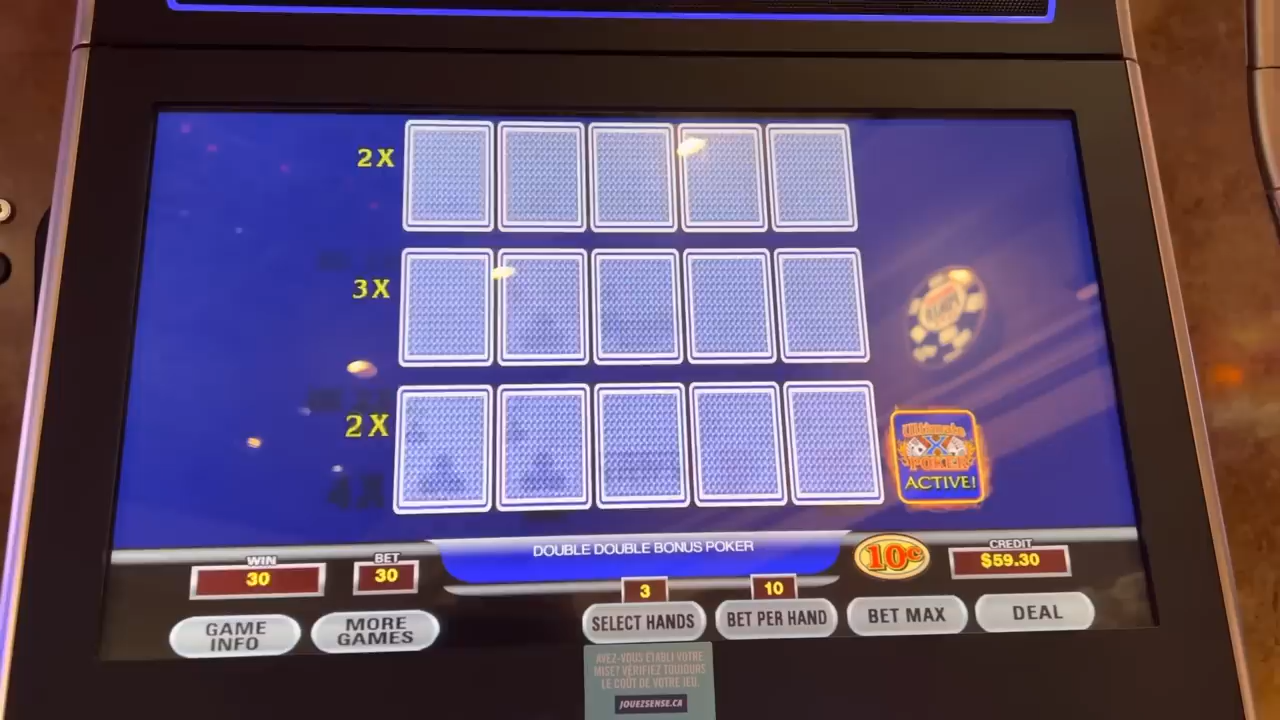 2X
3X
2X
Ultimate
X
POKER
ACTIVE!
DOUBLE DOUBLE BONUS POKER
WIN
30
BET
30
10¢
CREDIT
$59.30
3
10
GAME
INFO
MORE
GAMES
SELECT HANDS
BET PER HAND
BET MAX
DEAL
AVEZ-VOUS ÉTABLI VOTRE
MISE? VÉRIFIEZ TOUJOURS
LE COÛT DE VOTRE JEU.
JOUEZSENSE.CA